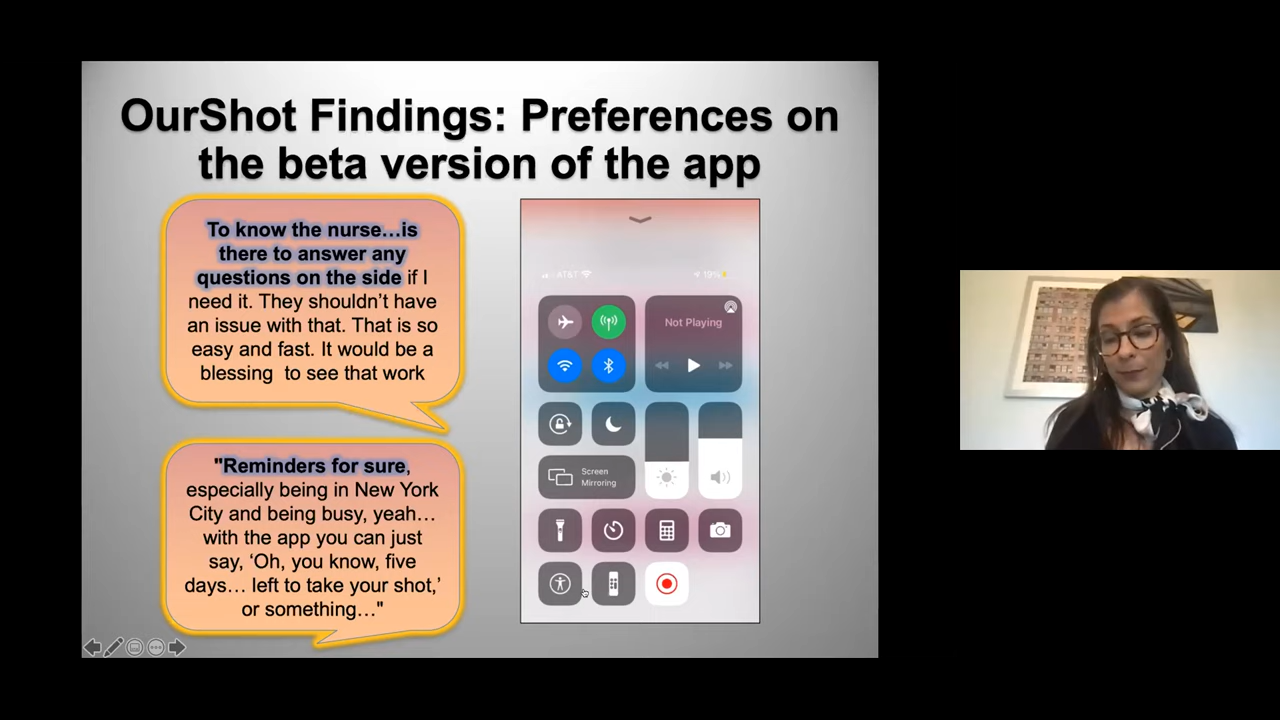 OurShot Findings: Preferences on
the beta version of the app
To know the nurse…is
there to answer any
questions on the side if I
need it. They shouldn’t have
an issue with that. That is so
easy and fast. It would be a
blessing to see that work
"Reminders for sure,
especially being in New York
City and being busy, yeah…
with the app you can just
say, ‘Oh, you know, five
days… left to take your shot,’
or something…"
AT&T
19%
Not Playing
Screen
Mirroring